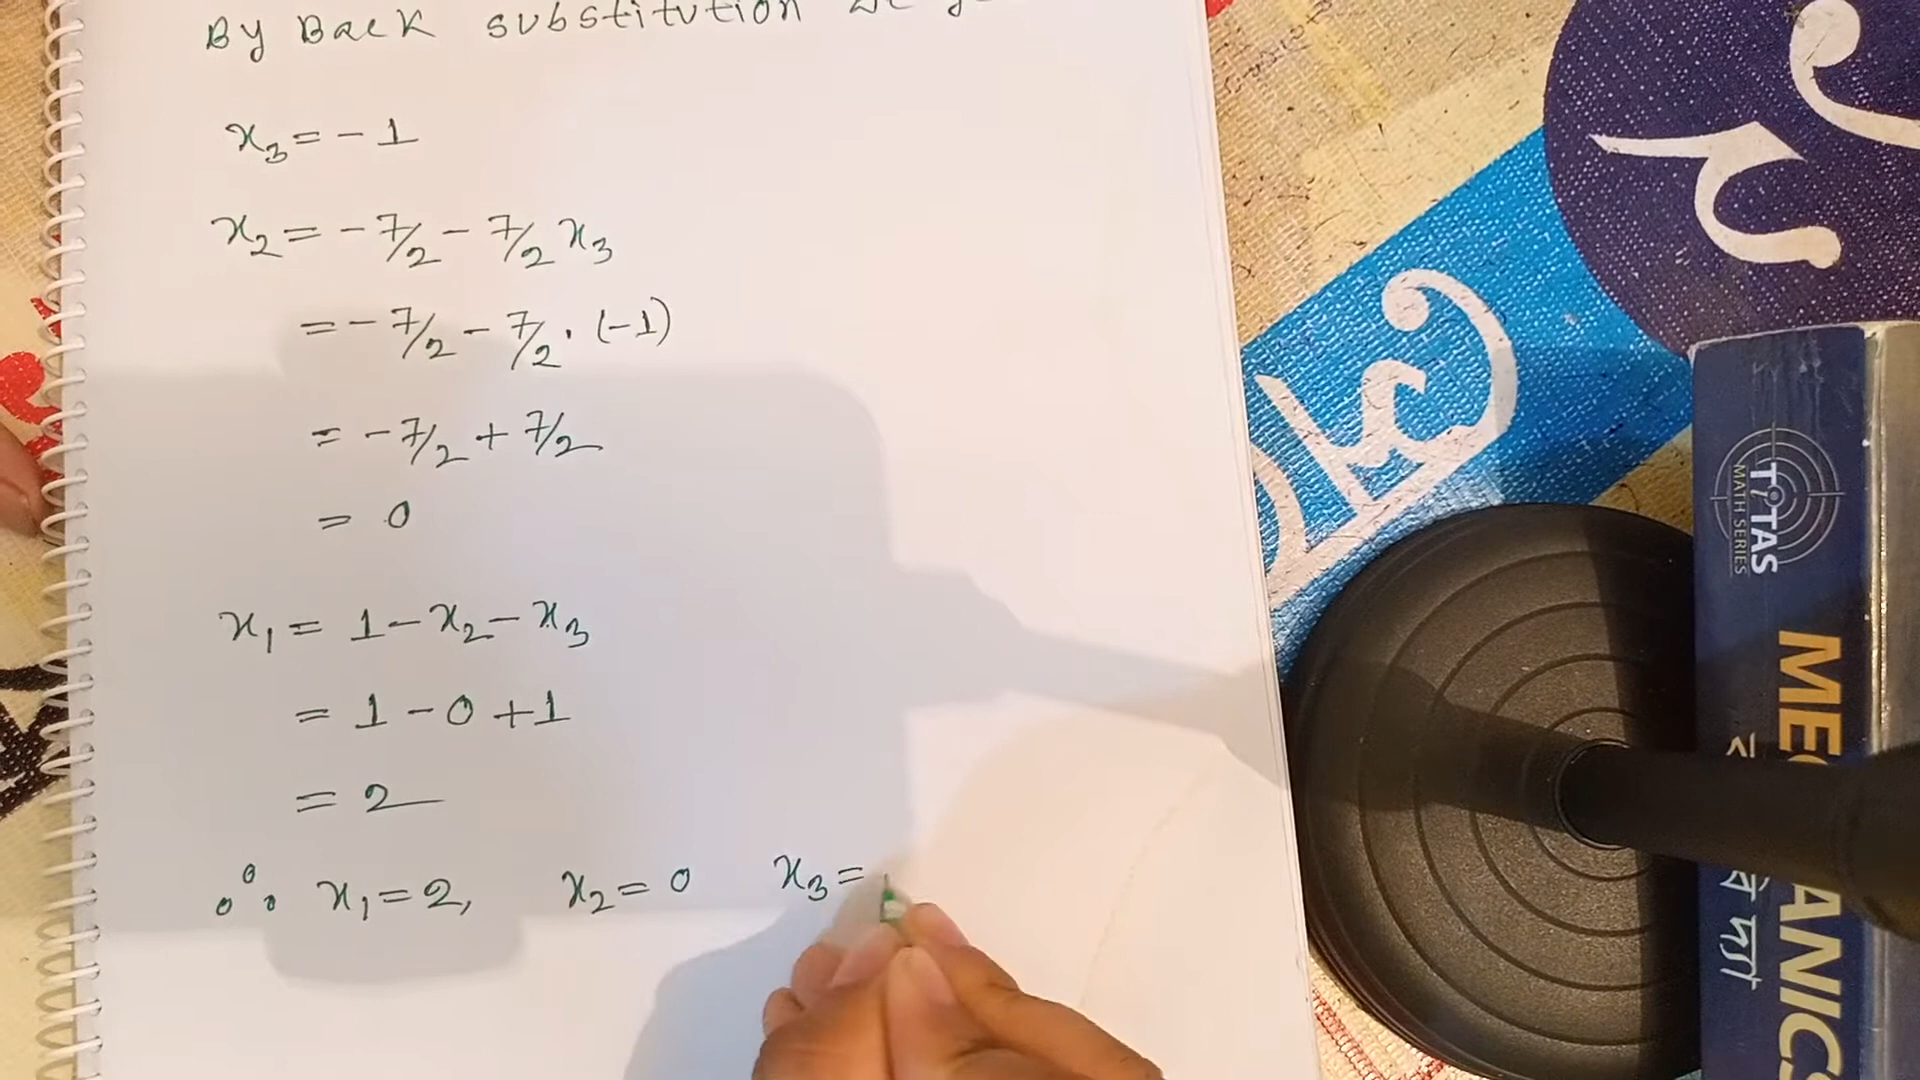 By Back substitution we
x₃ = - 1
x₂ = - 7/2 - 7/2 x₃
= - 7/2 - 7/2 · (-1)
= - 7/2 + 7/2
= 0
x₁ = 1 - x₂ - x₃
= 1 - 0 + 1
= 2
∴ x₁ = 2, x₂ = 0 x₃ =
TITAS
MATH SERIES